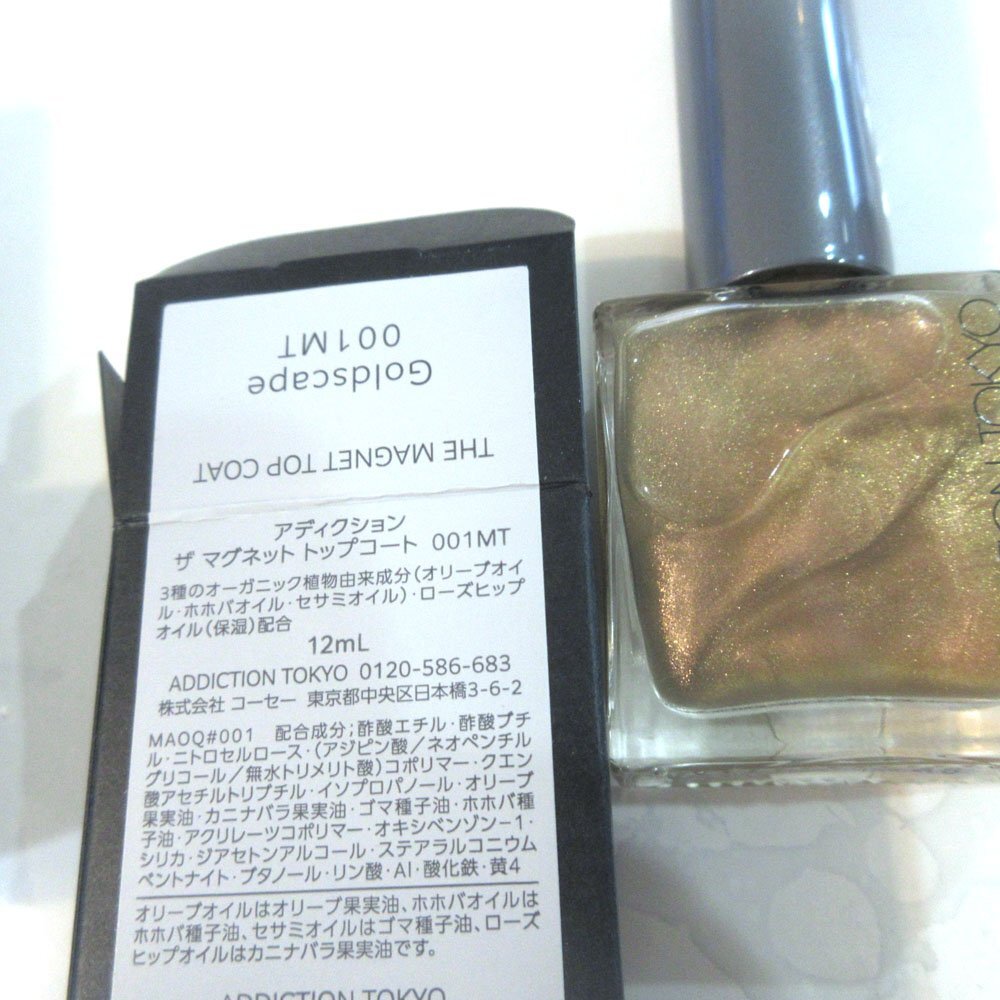 Goldscape
001MT
THE MAGNET TOP COAT
アディクション
ザ マグネット トップコート 001MT
3種のオーガニック植物由来成分(オリーブオイ
ル・ホホバオイル・セサミオイル)・ローズヒップ
オイル(保湿)配合
12mL
ADDICTION TOKYO 0120-586-683
株式会社 コーセー 東京都中央区日本橋3-6-2
MAOQ#001 配合成分;酢酸エチル・酢酸ブチ
ル・ニトロセルロース・(アジピン酸/ネオペンチル
グリコール/無水トリメリト酸)コポリマー・クエン
酸アセチルトリブチル・イソプロパノール・オリーブ
果実油・カニナバラ果実油・ゴマ種子油・ホホバ種
子油・アクリレーツコポリマー・オキシベンゾン-1・
シリカ・ジアセトンアルコール・ステアラルコニウム
ベントナイト・ブタノール・リン酸・Al・酸化鉄・黄4
オリーブオイルはオリーブ果実油、ホホバオイルは
ホホバ種子油、セサミオイルはゴマ種子油、ローズ
ヒップオイルはカニナバラ果実油です。
ADDICTION TOKYO
TOKYO